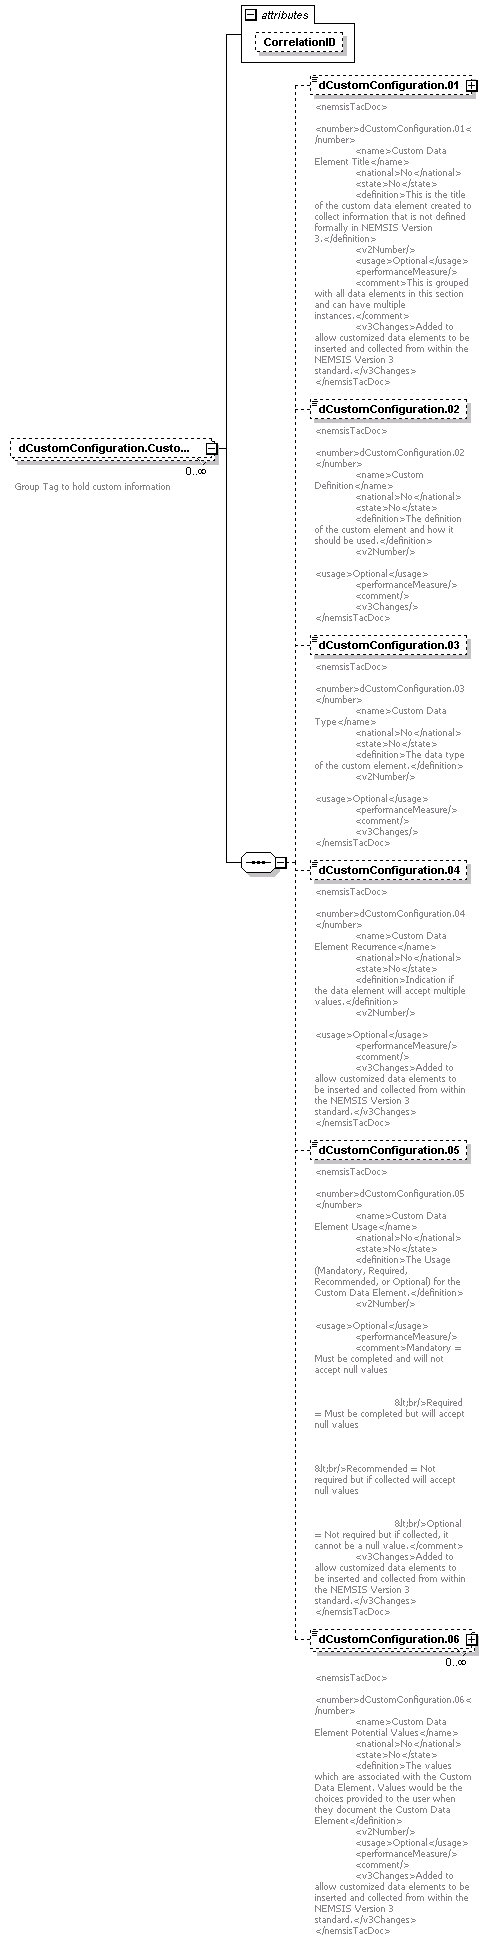 attributes
CorrelationID
dCustomConfiguration.Custo...
0..∞
Group Tag to hold custom information
dCustomConfiguration.01
<nemsisTacDoc>
<number>dCustomConfiguration.01<
/number>
<name>Custom Data
Element Title</name>
<national>No</national>
<state>No</state>
<definition>This is the title
of the custom data element created to
collect information that is not defined
formally in NEMSIS Version
3.</definition>
<v2Number/>
<usage>Optional</usage>
<performanceMeasure/>
<comment>This is grouped
with all data elements in this section
and can have multiple
instances.</comment>
<v3Changes>Added to
allow customized data elements to be
inserted and collected from within the
NEMSIS Version 3
standard.</v3Changes>
</nemsisTacDoc>
dCustomConfiguration.02
<nemsisTacDoc>
<number>dCustomConfiguration.02
</number>
<name>Custom
Definition</name>
<national>No</national>
<state>No</state>
<definition>The definition
of the custom element and how it
should be used.</definition>
<v2Number/>
<usage>Optional</usage>
<performanceMeasure/>
<comment/>
<v3Changes/>
</nemsisTacDoc>
dCustomConfiguration.03
<nemsisTacDoc>
<number>dCustomConfiguration.03
</number>
<name>Custom Data
Type</name>
<national>No</national>
<state>No</state>
<definition>The data type
of the custom element.</definition>
<v2Number/>
<usage>Optional</usage>
<performanceMeasure/>
<comment/>
<v3Changes/>
</nemsisTacDoc>
dCustomConfiguration.04
<nemsisTacDoc>
<number>dCustomConfiguration.04
</number>
<name>Custom Data
Element Recurrence</name>
<national>No</national>
<state>No</state>
<definition>Indication if
the data element will accept multiple
values.</definition>
<v2Number/>
<usage>Optional</usage>
<performanceMeasure/>
<comment/>
<v3Changes>Added to
allow customized data elements to
be inserted and collected from within
the NEMSIS Version 3
standard.</v3Changes>
</nemsisTacDoc>
dCustomConfiguration.05
<nemsisTacDoc>
<number>dCustomConfiguration.05
</number>
<name>Custom Data
Element Usage</name>
<national>No</national>
<state>No</state>
<definition>The Usage
(Mandatory, Required,
Recommended, or Optional) for the
Custom Data Element.</definition>
<v2Number/>
<usage>Optional</usage>
<performanceMeasure/>
<comment>Mandatory =
Must be completed and will not
accept null values
&lt;br/>Required
= Must be completed but will accept
null values
&lt;br/>Recommended = Not
required but if collected will accept
null values
&lt;br/>Optional
= Not required but if collected, it
cannot be a null value.</comment>
<v3Changes>Added to
allow customized data elements to
be inserted and collected from within
the NEMSIS Version 3
standard.</v3Changes>
</nemsisTacDoc>
dCustomConfiguration.06
0..∞
<nemsisTacDoc>
<number>dCustomConfiguration.06<
/number>
<name>Custom Data
Element Potential Values</name>
<national>No</national>
<state>No</state>
<definition>The values
which are associated with the Custom
Data Element. Values would be the
choices provided to the user when
they document the Custom Data
Element</definition>
<v2Number/>
<usage>Optional</usage>
<performanceMeasure/>
<comment/>
<v3Changes>Added to
allow customized data elements to be
inserted and collected from within the
NEMSIS Version 3
standard.</v3Changes>
</nemsisTacDoc>